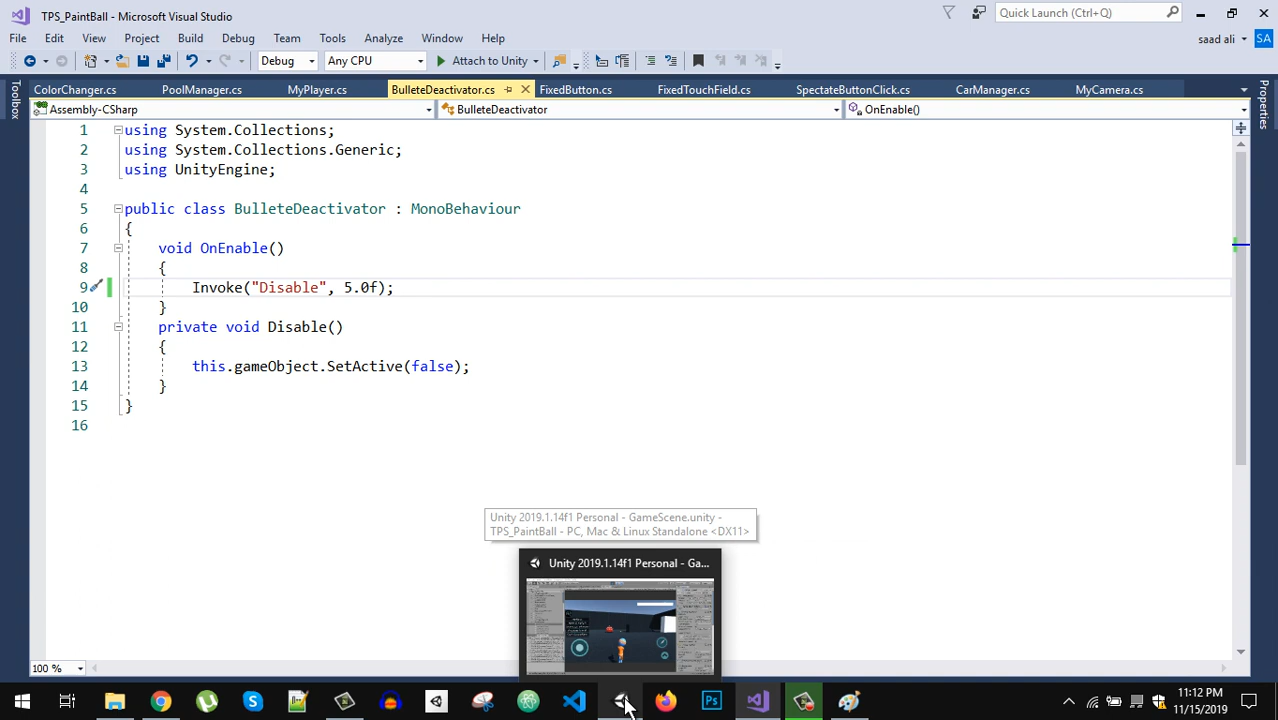 TPS_PaintBall - Microsoft Visual Studio
Quick Launch (Ctrl+Q)
File Edit View Project Build Debug Team Tools Analyze Window Help
saad ali SA
Debug Any CPU Attach to Unity
Toolbox
ColorChanger.cs PoolManager.cs MyPlayer.cs BulleteDeactivator.cs FixedButton.cs FixedTouchField.cs SpectateButtonClick.cs CarManager.cs MyCamera.cs
Properties
Assembly-CSharp BulleteDeactivator OnEnable()
1 using System.Collections;
2 using System.Collections.Generic;
3 using UnityEngine;
4
5 public class BulleteDeactivator : MonoBehaviour
6 {
7 void OnEnable()
8 {
9 Invoke("Disable", 5.0f);
10 }
11 private void Disable()
12 {
13 this.gameObject.SetActive(false);
14 }
15 }
16
Unity 2019.1.14f1 Personal - GameScene.unity -
TPS_PaintBall - PC, Mac & Linux Standalone <DX11>
Unity 2019.1.14f1 Personal - Ga...
100 %
Ps
11:12 PM
11/15/2019